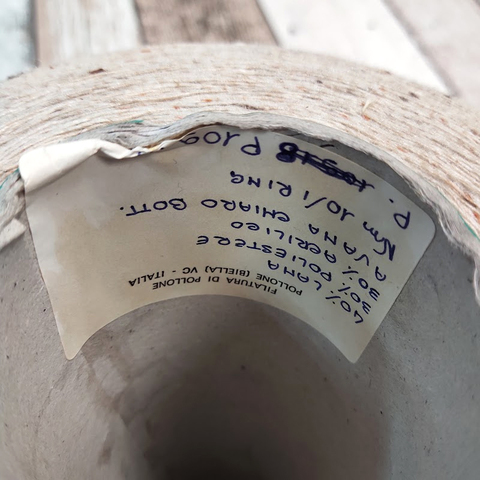 FILATURA DI POLLONE
POLLONE (BIELLA) VC - ITALIA
40% LANA
30% POLIESTERE
30% ACRILICO
AVANA CHIARO BOTT.
Nm 10/1 RING
P.